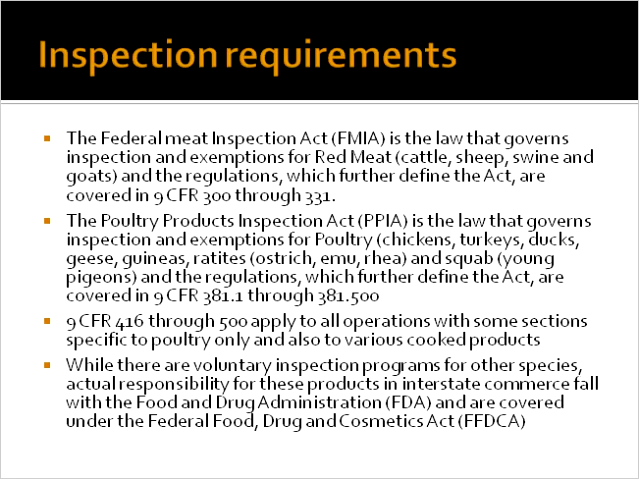 Inspection requirements
The Federal meat Inspection Act (FMIA) is the law that governs
inspection and exemptions for Red Meat (cattle, sheep, swine and
goats) and the regulations, which further define the Act, are
covered in 9 CFR 300 through 331.
The Poultry Products Inspection Act (PPIA) is the law that governs
inspection and exemptions for Poultry (chickens, turkeys, ducks,
geese, guineas, ratites (ostrich, emu, rhea) and squab (young
pigeons) and the regulations, which further define the Act, are
covered in 9 CFR 381.1 through 381.500
9 CFR 416 through 500 apply to all operations with some sections
specific to poultry only and also to various cooked products
While there are voluntary inspection programs for other species,
actual responsibility for these products in interstate commerce fall
with the Food and Drug Administration (FDA) and are covered
under the Federal Food, Drug and Cosmetics Act (FFDCA)